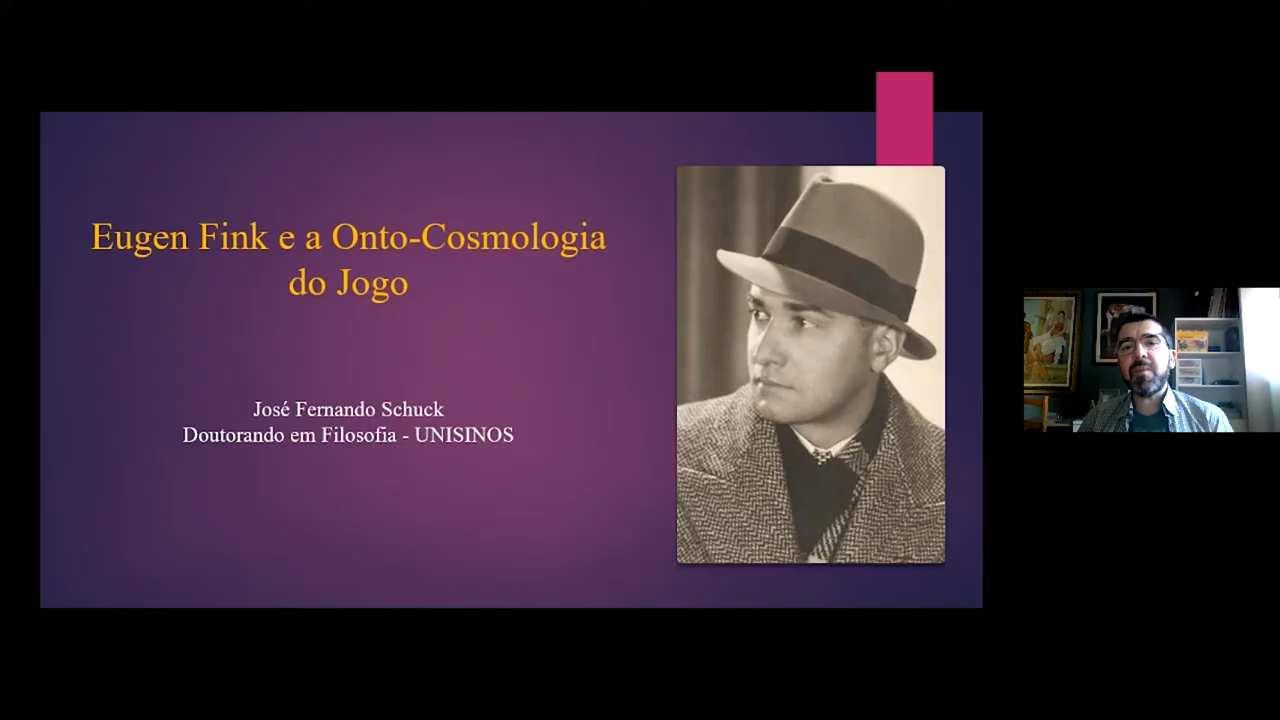 Eugen Fink e a Onto-Cosmologia
do Jogo
José Fernando Schuck
Doutorando em Filosofia - UNISINOS